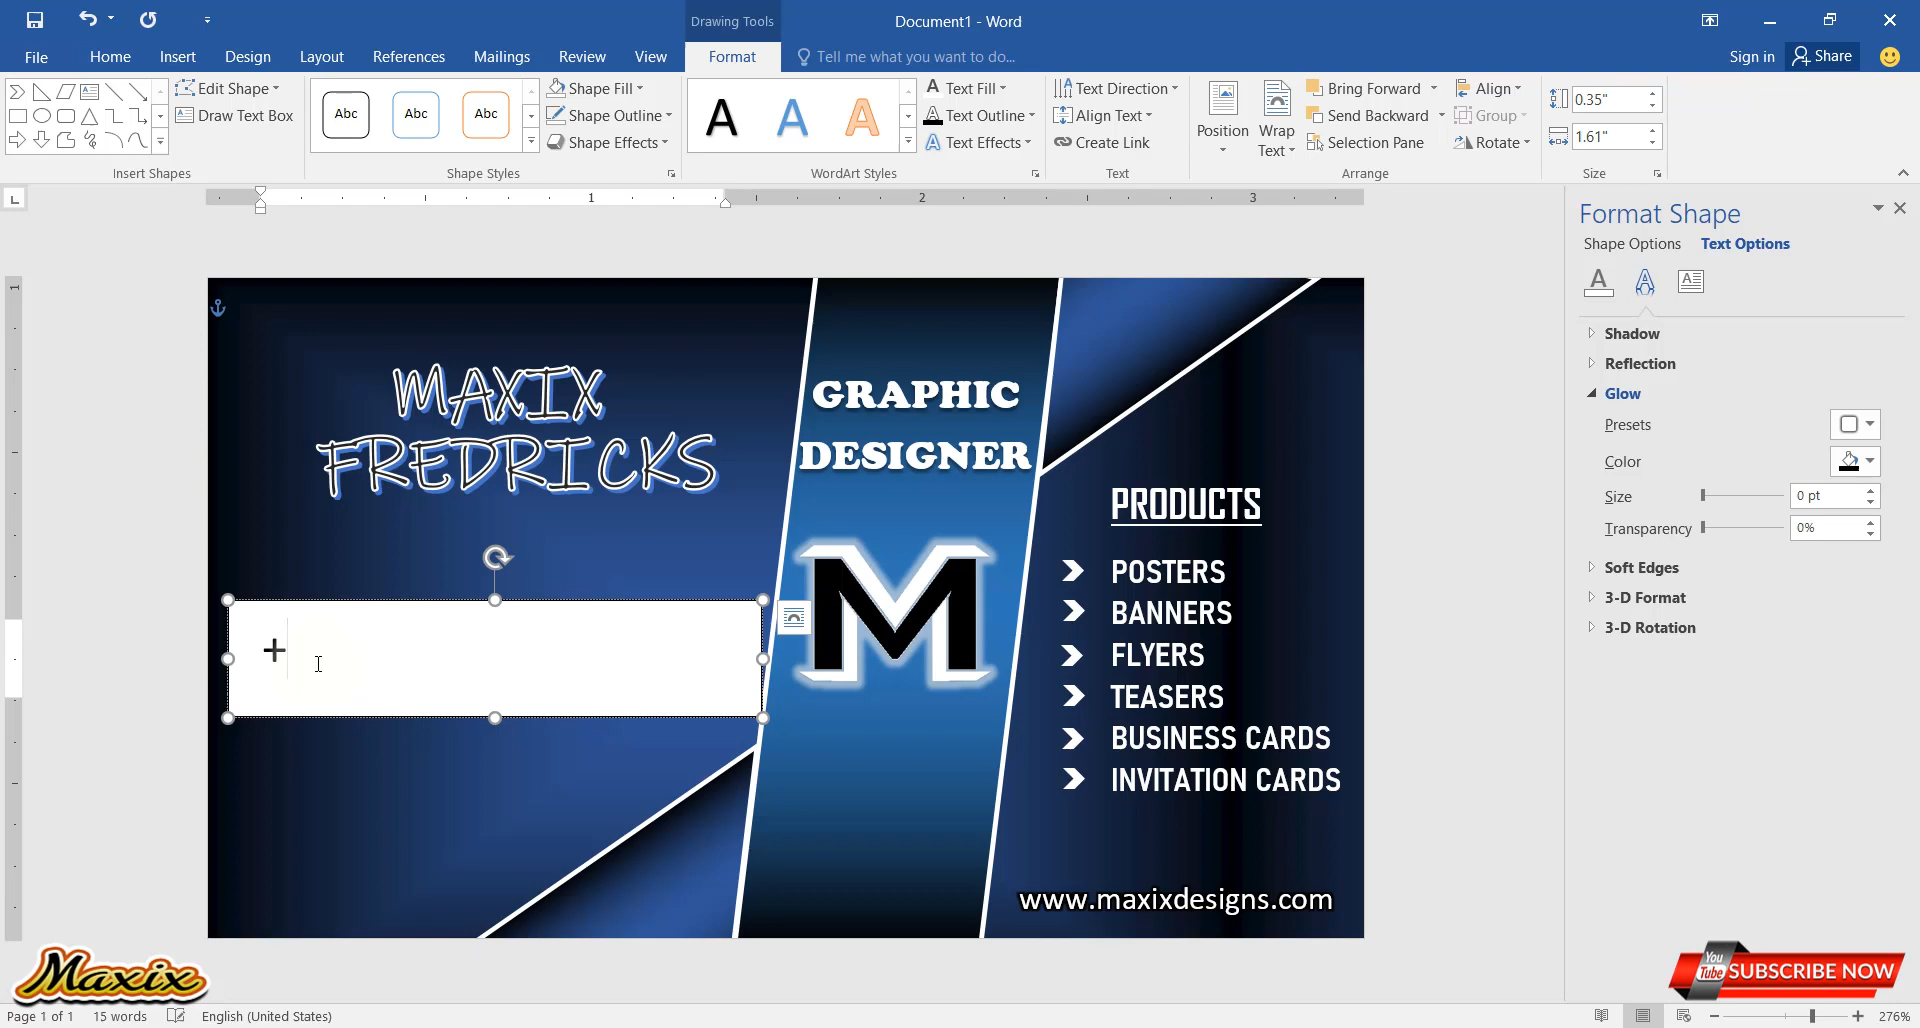 Drawing Tools
Document1 - Word
File Home Insert Design Layout References Mailings Review View Format Tell me what you want to do...
Sign in Share
Edit Shape
Draw Text Box
Insert Shapes
Abc Abc Abc
Shape Fill
Shape Outline
Shape Effects
Shape Styles
A A A
Text Fill
Text Outline
Text Effects
WordArt Styles
Text Direction
Align Text
Create Link
Text
Position
Wrap Text
Bring Forward
Send Backward
Selection Pane
Align
Group
Rotate
Arrange
0.35"
1.61"
Size
1 2 3
1
MAXIX
FREDRICKS
+
GRAPHIC
DESIGNER
M
PRODUCTS
POSTERS
BANNERS
FLYERS
TEASERS
BUSINESS CARDS
INVITATION CARDS
www.maxixdesigns.com
Format Shape
Shape Options Text Options
Shadow
Reflection
Glow
Presets
Color
Size 0 pt
Transparency 0%
Soft Edges
3-D Format
3-D Rotation
Maxix
You Tube SUBSCRIBE NOW
Page 1 of 1 15 words English (United States)
276%